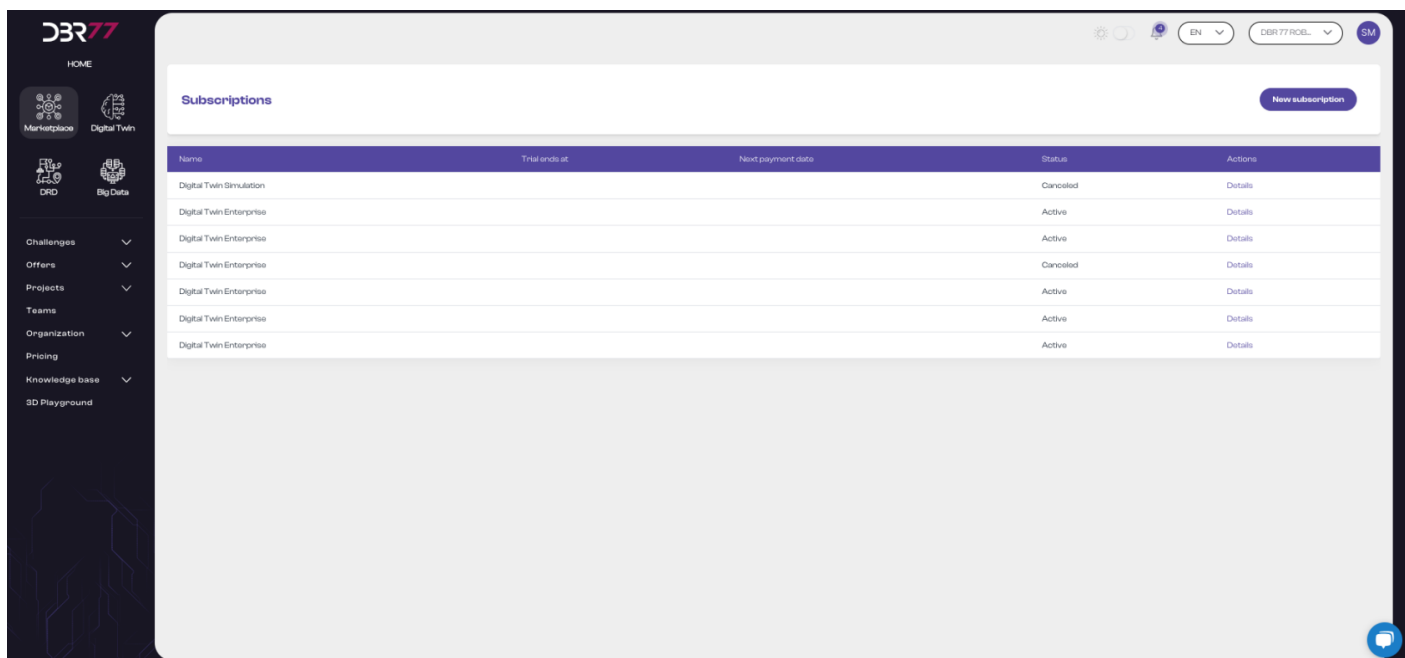 DBR77
HOME
Marketplace
Digital Twin
DRD
Big Data
Challenges
Offers
Projects
Teams
Organization
Pricing
Knowledge base
3D Playground
EN
DBR 77 ROB...
SM
Subscriptions
New subscription
Name Trial ends at Next payment date Status Actions
Digital Twin Simulation Canceled Details
Digital Twin Enterprise Active Details
Digital Twin Enterprise Active Details
Digital Twin Enterprise Canceled Details
Digital Twin Enterprise Active Details
Digital Twin Enterprise Active Details
Digital Twin Enterprise Active Details